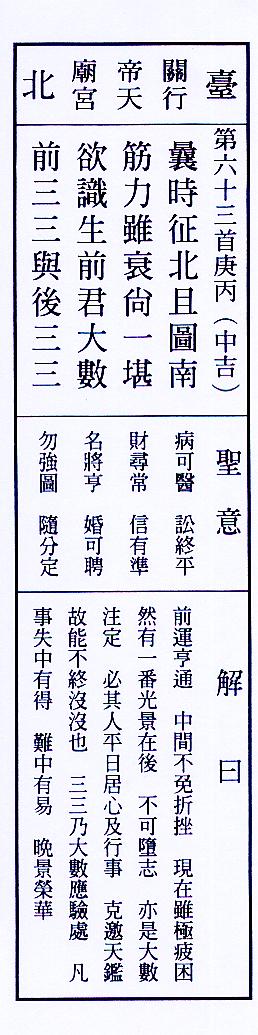 臺
關行
帝天
廟宮
北
第六十三首庚丙（中吉）
曩時征北且圖南
筋力雖衰尙一堪
欲識生前君大數
前三三與後三三
聖意
病可醫　訟終平
財尋常　信有準
名將亨　婚可聘
勿強圖　隨分定
解曰
前運亨通　中間不免折挫　現在雖極疲困
然有一番光景在後　不可墮志　亦是大數
注定　必其人平日居心及行事　克邀天鑑
故能不終沒沒也　三三乃大數應驗處　凡
事失中有得　難中有易　晚景榮華